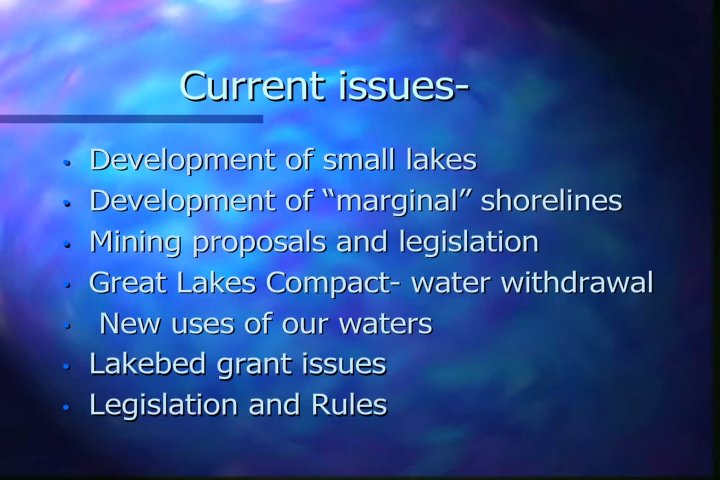 Current issues-
• Development of small lakes
• Development of “marginal” shorelines
• Mining proposals and legislation
• Great Lakes Compact- water withdrawal
• New uses of our waters
• Lakebed grant issues
• Legislation and Rules